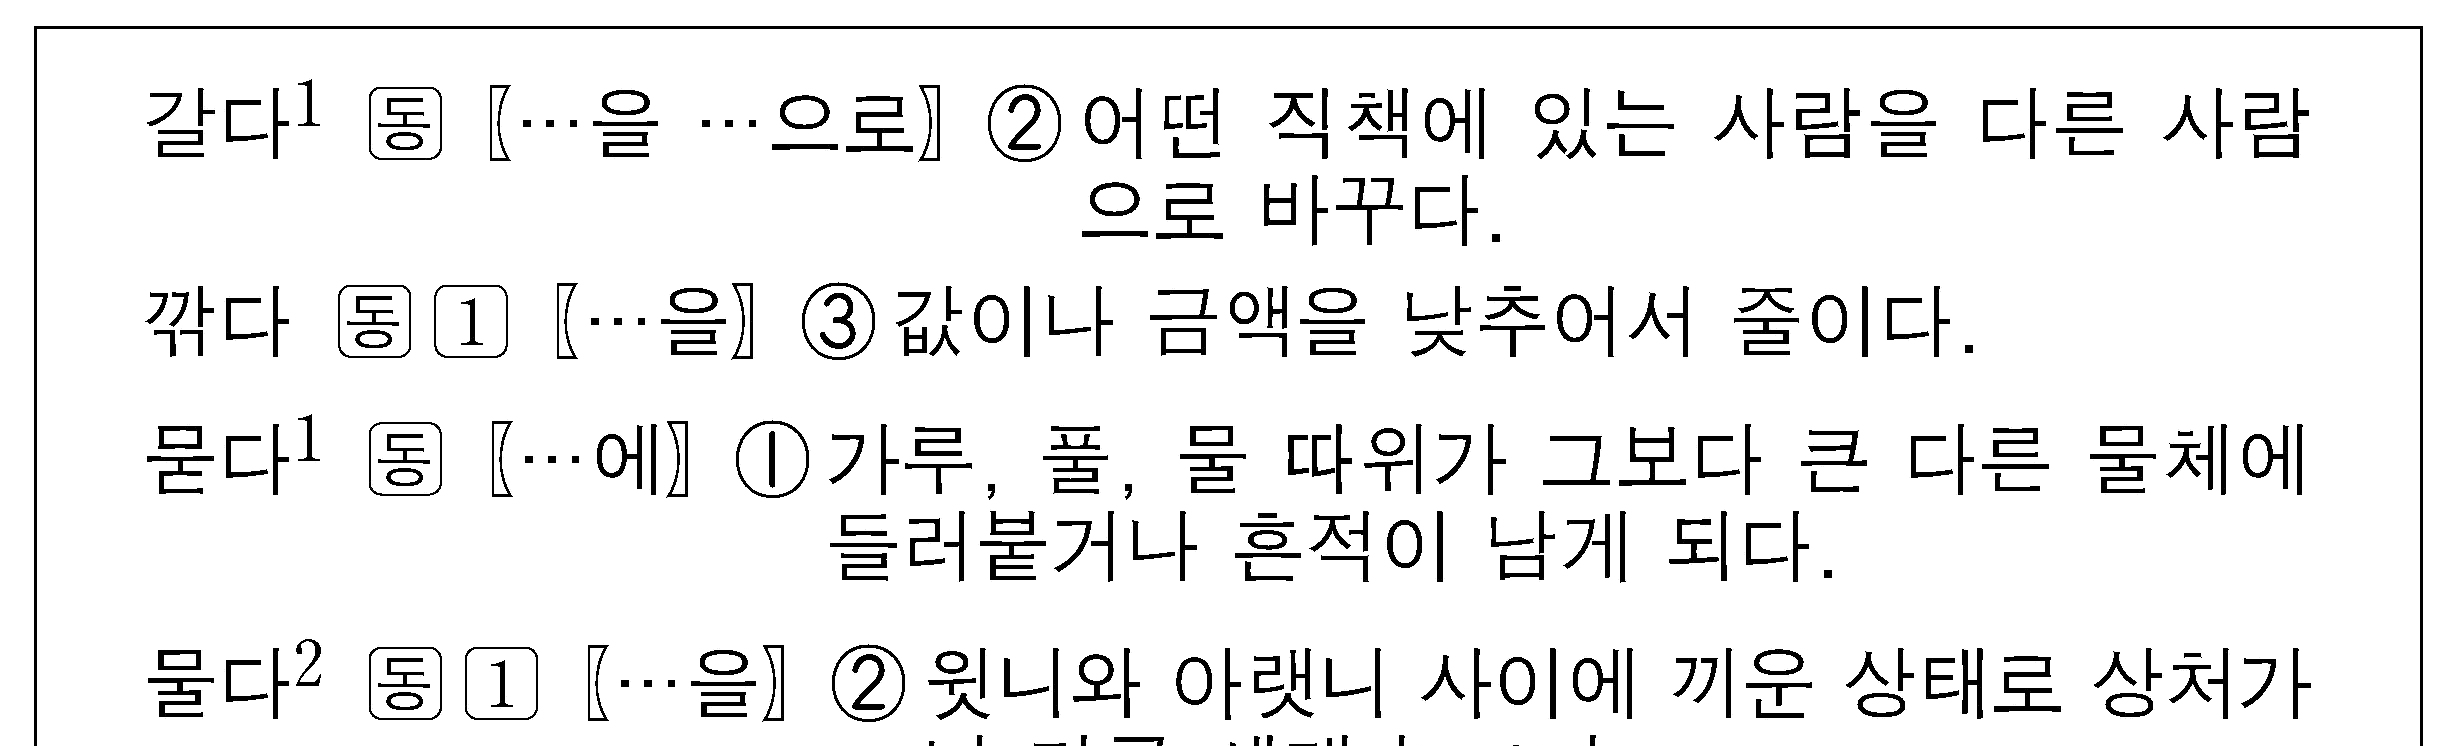 갈다1 동 〖…을 …으로〗 ②어떤 직책에 있는 사람을 다른 사람
으로 바꾸다.
깎다 동 1 〖…을〗 ③값이나 금액을 낮추어서 줄이다.
묻다1 동 〖…에〗 ①가루, 풀, 물 따위가 그보다 큰 다른 물체에
들러붙거나 흔적이 남게 되다.
물다2 동 1 〖…을〗 ②윗니와 아랫니 사이에 끼운 상태로 상처가